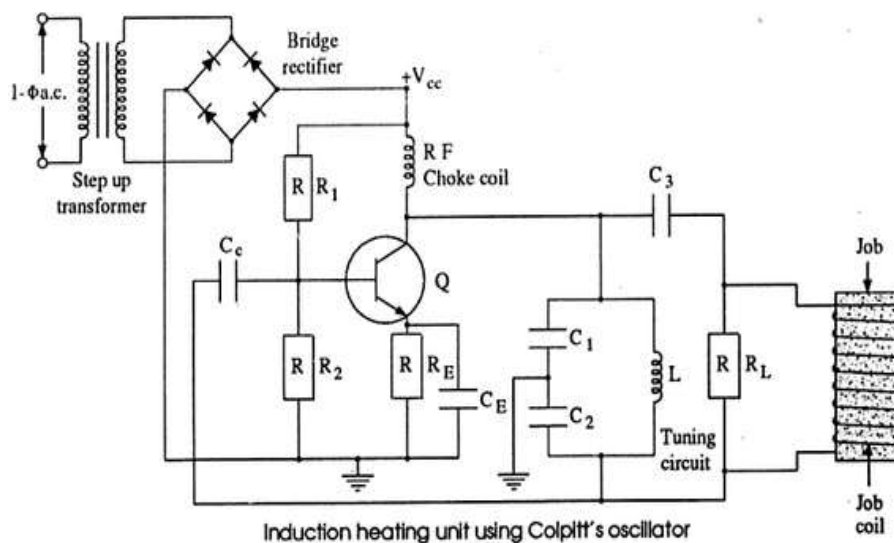 Bridge
rectifier
+Vcc
1-Φa.c.
Step up
transformer
R R1
R F
Choke coil
C3
Cc
Q
Job
R R2
R RE
CE
C1
C2
L
R RL
Tuning
circuit
Job
coil
Induction heating unit using Colpitt's oscillator